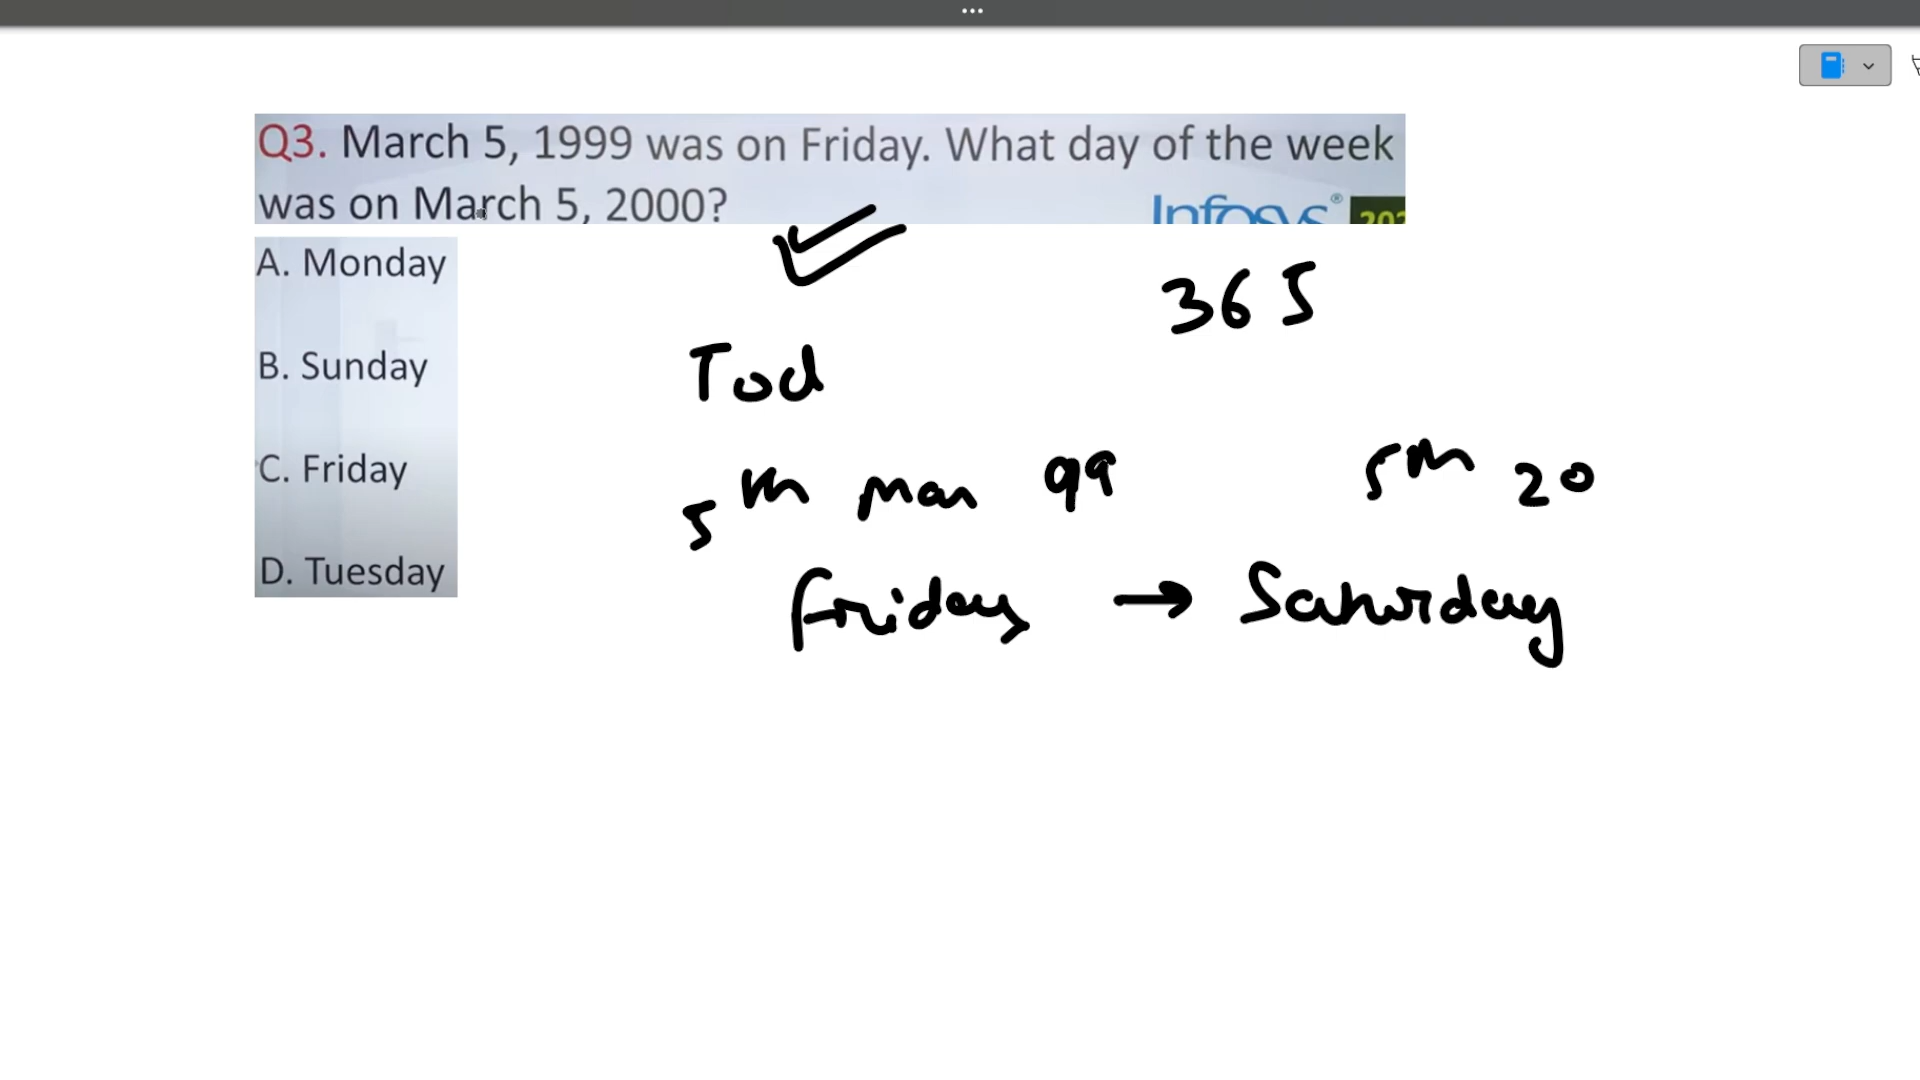 Q3. March 5, 1999 was on Friday. What day of the week
was on March 5, 2000?
Infosys®
A. Monday
365
B. Sunday
Tod
C. Friday
5th 20
5th mar 99
D. Tuesday
Friday → Saturday